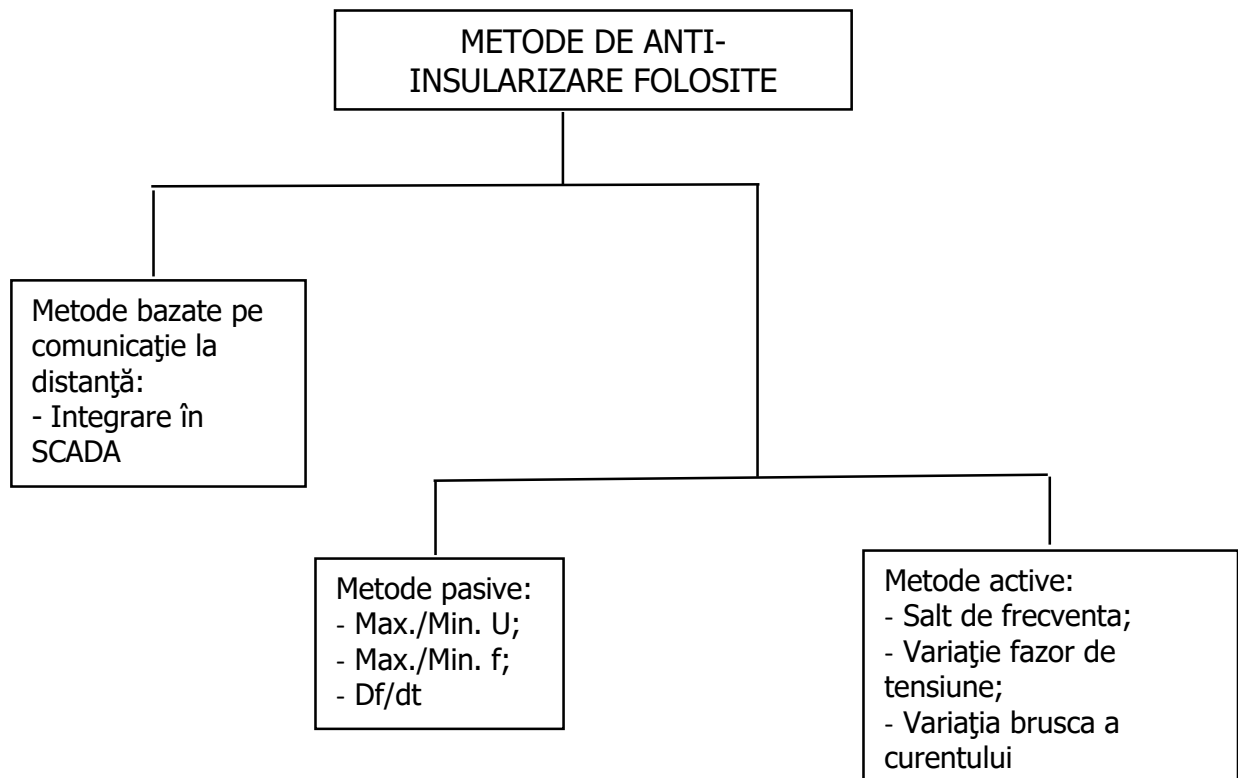 METODE DE ANTI-
INSULARIZARE FOLOSITE
Metode bazate pe
comunicaţie la
distanţă:
- Integrare în
SCADA
Metode pasive:
- Max./Min. U;
- Max./Min. f;
- Df/dt
Metode active:
- Salt de frecventa;
- Variaţie fazor de
tensiune;
- Variaţia brusca a
curentului